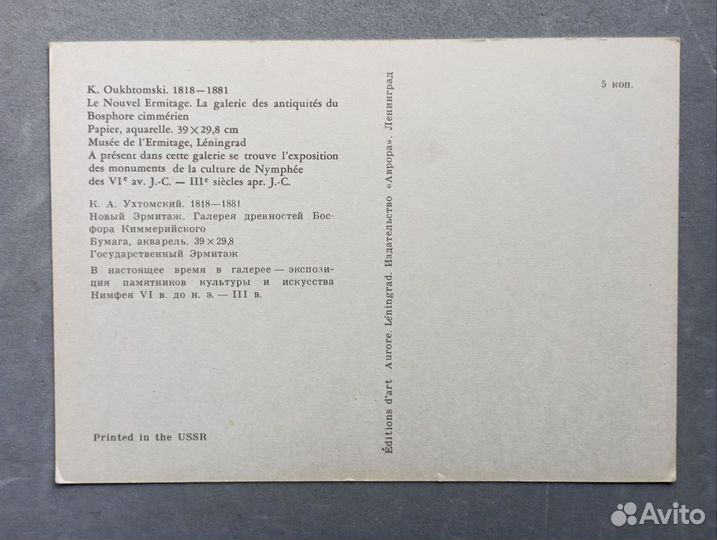 K. Oukhtomski. 1818—1881
Le Nouvel Ermitage. La galerie des antiquités du
Bosphore cimmérien
Papier, aquarelle. 39×29,8 cm
Musée de l'Ermitage, Léningrad
A présent dans cette galerie se trouve l'exposition
des monuments de la culture de Nymphée
des VIe av. J.-C. — IIIe siècles apr. J.-C.
К. А. Ухтомский. 1818—1881
Новый Эрмитаж. Галерея древностей Бос-
фора Киммерийского
Бумага, акварель. 39×29,8
Государственный Эрмитаж
В настоящее время в галерее — экспози-
ция памятников культуры и искусства
Нимфея VI в. до н. э. — III в.
Printed in the USSR
Éditions d'art Aurore. Léningrad. Издательство «Аврора». Ленинград
5 коп.
Avito